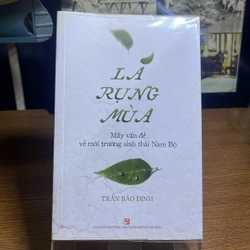 LÁ
RỤNG
MÙA
Mấy vấn đề
về môi trường sinh thái Nam Bộ
TRẦN BẢO ĐỊNH